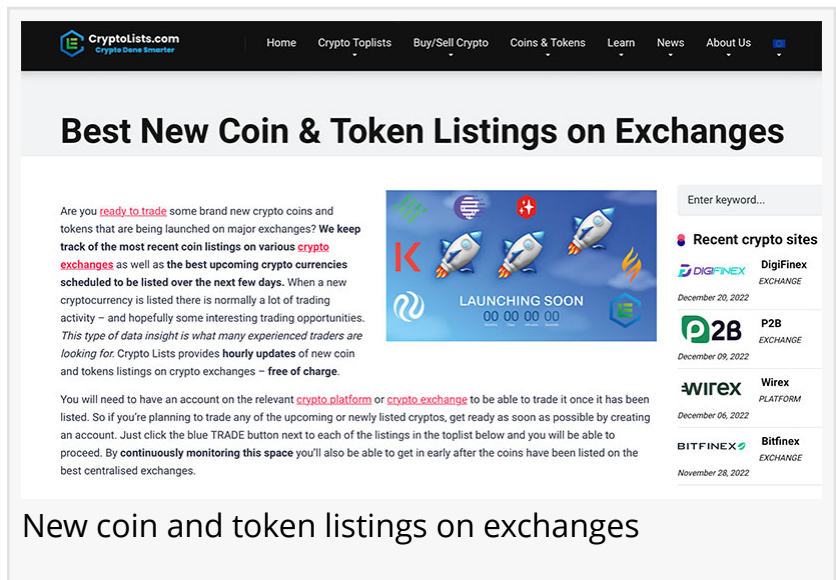 CryptoLists.com
Crypto Done Smarter
Home Crypto Toplists Buy/Sell Crypto Coins & Tokens Learn News About Us
Best New Coin & Token Listings on Exchanges
Are you ready to trade some brand new crypto coins and
tokens that are being launched on major exchanges? We keep
track of the most recent coin listings on various crypto
exchanges as well as the best upcoming crypto currencies
scheduled to be listed over the next few days. When a new
cryptocurrency is listed there is normally a lot of trading
activity – and hopefully some interesting trading opportunities.
This type of data insight is what many experienced traders are
looking for. Crypto Lists provides hourly updates of new coin
and tokens listings on crypto exchanges – free of charge.
LAUNCHING SOON
00 00 00 00
You will need to have an account on the relevant crypto platform or crypto exchange to be able to trade it once it has been
listed. So if you're planning to trade any of the upcoming or newly listed cryptos, get ready as soon as possible by creating
an account. Just click the blue TRADE button next to each of the listings in the toplist below and you will be able to
proceed. By continuously monitoring this space you'll also be able to get in early after the coins have been listed on the
best centralised exchanges.
Enter keyword...
Recent crypto sites
DIGIFINEX
DigiFinex
EXCHANGE
December 20, 2022
P2B
P2B
EXCHANGE
December 09, 2022
WIREX
Wirex
PLATFORM
December 06, 2022
BITFINEX
Bitfinex
EXCHANGE
November 28, 2022
New coin and token listings on exchanges